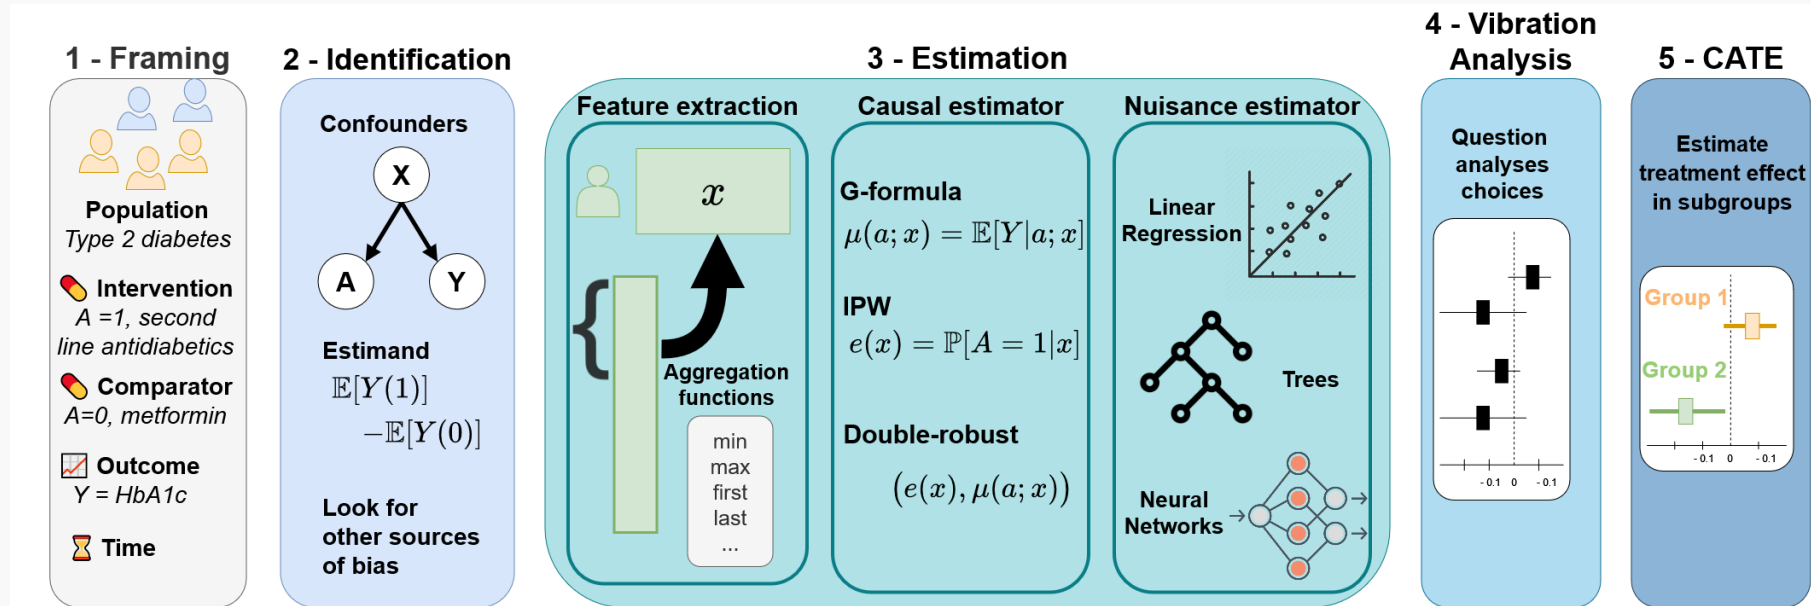 1 - Framing
Population
Type 2 diabetes
Intervention
A =1, second
line antidiabetics
Comparator
A=0, metformin
Outcome
Y = HbA1c
Time
2 - Identification
Confounders
X
A
Y
Estimand
𝔼[Y(1)]
−𝔼[Y(0)]
Look for
other sources
of bias
3 - Estimation
Feature extraction
x
{
Aggregation
functions
min
max
first
last
...
Causal estimator
G-formula
μ(a; x) = 𝔼[Y|a; x]
IPW
e(x) = ℙ[A = 1|x]
Double-robust
(e(x), μ(a; x))
Nuisance estimator
Linear
Regression
Trees
Neural
Networks
4 - Vibration
Analysis
Question
analyses
choices
- 0.1 0 - 0.1
5 - CATE
Estimate
treatment effect
in subgroups
Group 1
Group 2
- 0.1 0 - 0.1